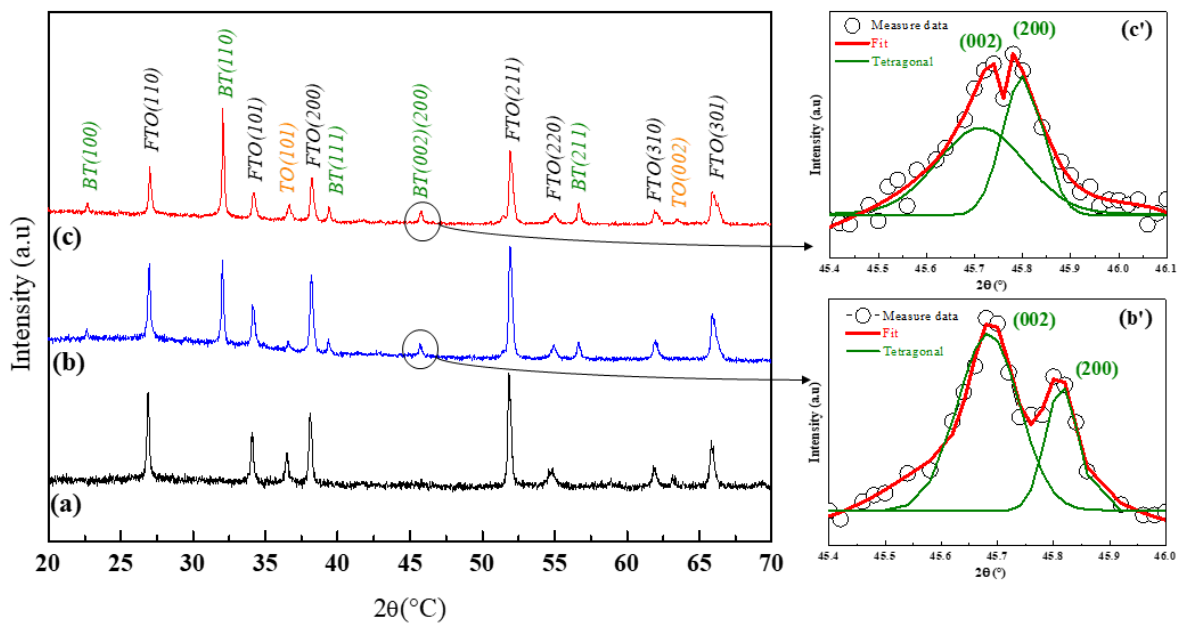 BT(100)
FTO(110)
BT(110)
FTO(101)
TO(101)
FTO(200)
BT(111)
BT(002)(200)
FTO(211)
FTO(220)
BT(211)
FTO(310)
TO(002)
FTO(301)
(c)
(b)
(a)
Intensity (a.u)
20 25 30 35 40 45 50 55 60 65 70
2θ(°C)
Measure data
Fit
Tetragonal
(002)
(200)
(c')
Intensity (a.u)
45.4 45.5 45.6 45.7 45.8 45.9 46.0 46.1
2θ (°)
Measure data
Fit
Tetragonal
(002)
(200)
(b')
Intensity (a.u)
45.4 45.5 45.6 45.7 45.8 45.9 46.0
2θ (°)